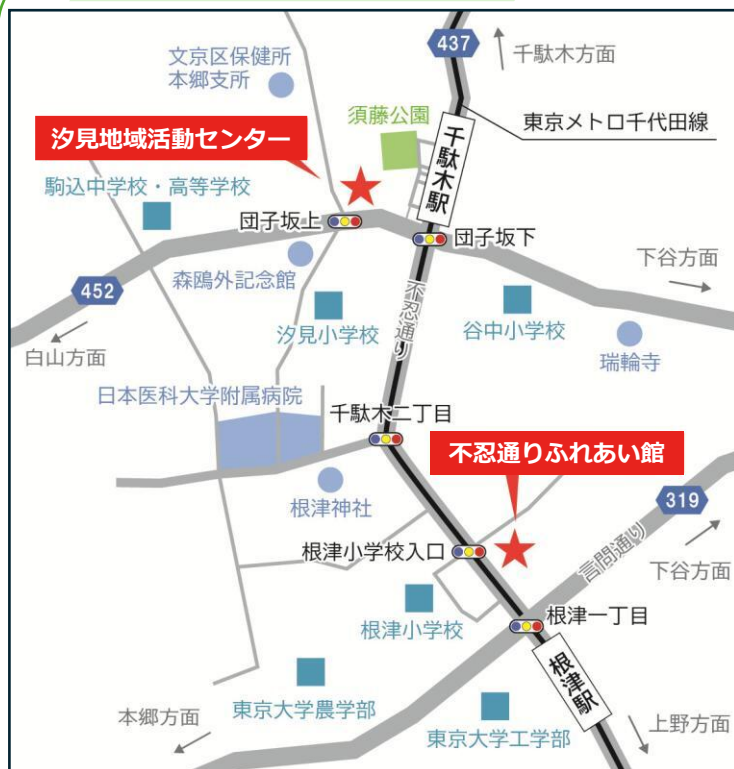 文京区保健所
本郷支所
437
千駄木方面
須藤公園
東京メトロ千代田線
汐見地域活動センター
千駄木駅
駒込中学校・高等学校
団子坂上
団子坂下
下谷方面
森鴎外記念館
452
不忍通り
汐見小学校
谷中小学校
白山方面
瑞輪寺
日本医科大学附属病院
千駄木二丁目
不忍通りふれあい館
根津神社
319
根津小学校入口
言問通り
下谷方面
根津小学校
根津一丁目
根津駅
東京大学農学部
本郷方面
東京大学工学部
上野方面